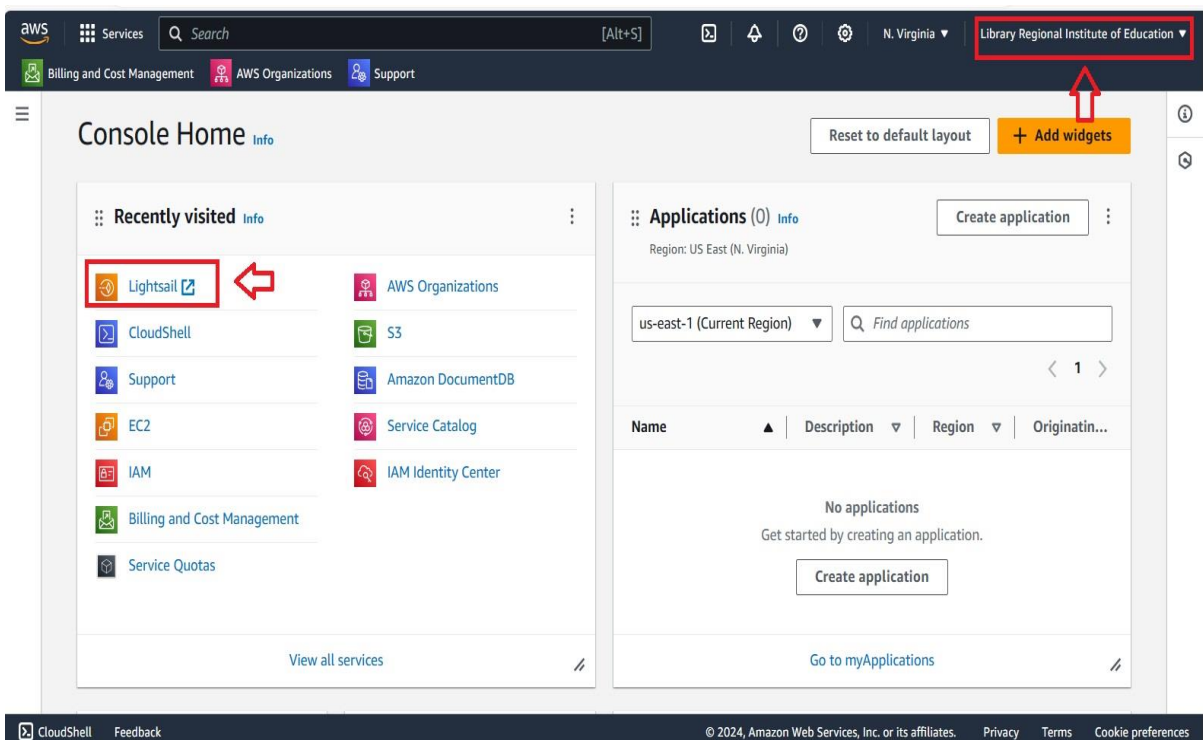 aws Services Search [Alt+S] N. Virginia ▼ Library Regional Institute of Education ▼
Billing and Cost Management AWS Organizations Support
Console Home Info
Reset to default layout + Add widgets
Recently visited Info
Lightsail
CloudShell
Support
EC2
IAM
Billing and Cost Management
Service Quotas
AWS Organizations
S3
Amazon DocumentDB
Service Catalog
IAM Identity Center
View all services
Applications (0) Info Create application
Region: US East (N. Virginia)
us-east-1 (Current Region) ▼ Find applications
< 1 >
Name ▲ Description ▽ Region ▽ Originatin...
No applications
Get started by creating an application.
Create application
Go to myApplications
CloudShell Feedback © 2024, Amazon Web Services, Inc. or its affiliates. Privacy Terms Cookie preferences